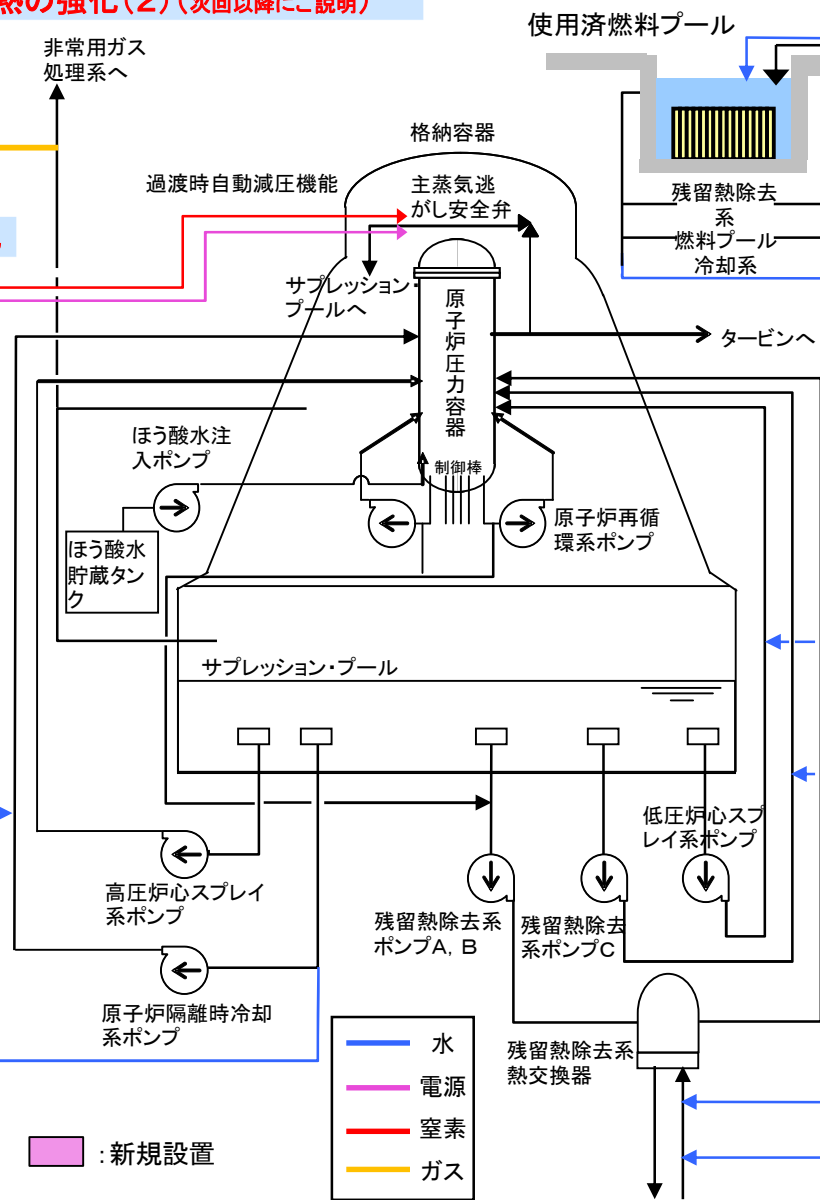 熱の強化(2)(次回以降にご説明)
使用済燃料プール
非常用ガス
処理系へ
格納容器
過渡時自動減圧機能
主蒸気逃
がし安全弁
残留熱除去
系
燃料プール
冷却系
サプレッション・
プールへ
原子炉圧力容器
タービンへ
ほう酸水注
入ポンプ
制御棒
原子炉再循
環系ポンプ
ほう酸水
貯蔵タン
ク
サプレッション・プール
低圧炉心スプ
レイ系ポンプ
高圧炉心スプレイ
系ポンプ
残留熱除去系
ポンプA, B
残留熱除去
系ポンプC
原子炉隔離時冷却
系ポンプ
残留熱除去系
熱交換器
水
電源
窒素
ガス
:新規設置